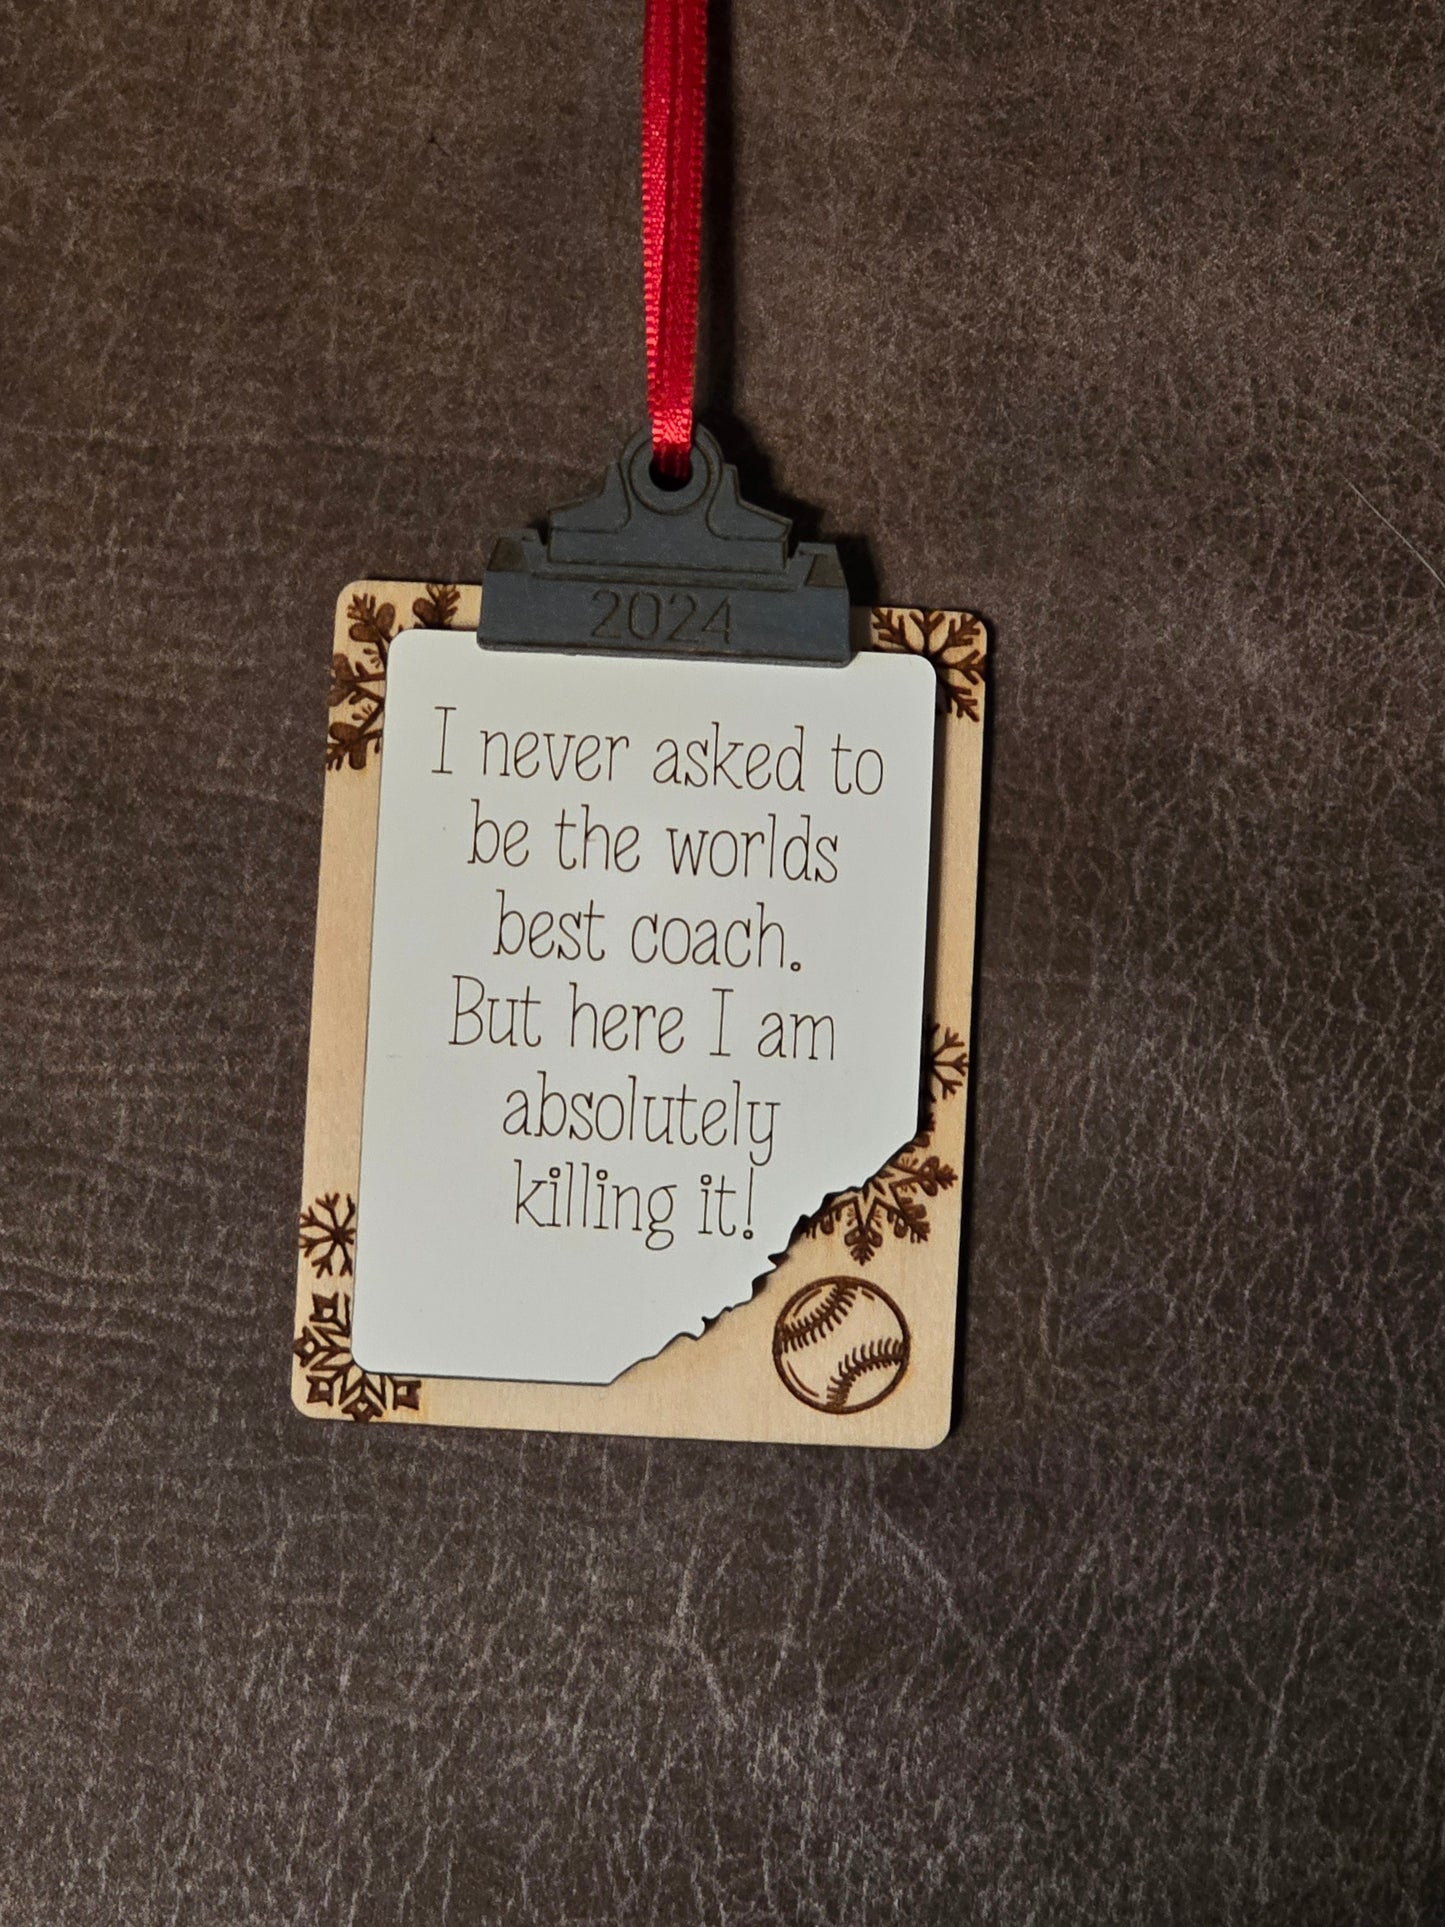 2024
I never asked to
be the worlds
best coach.
But here I am
absolutely
killing it!